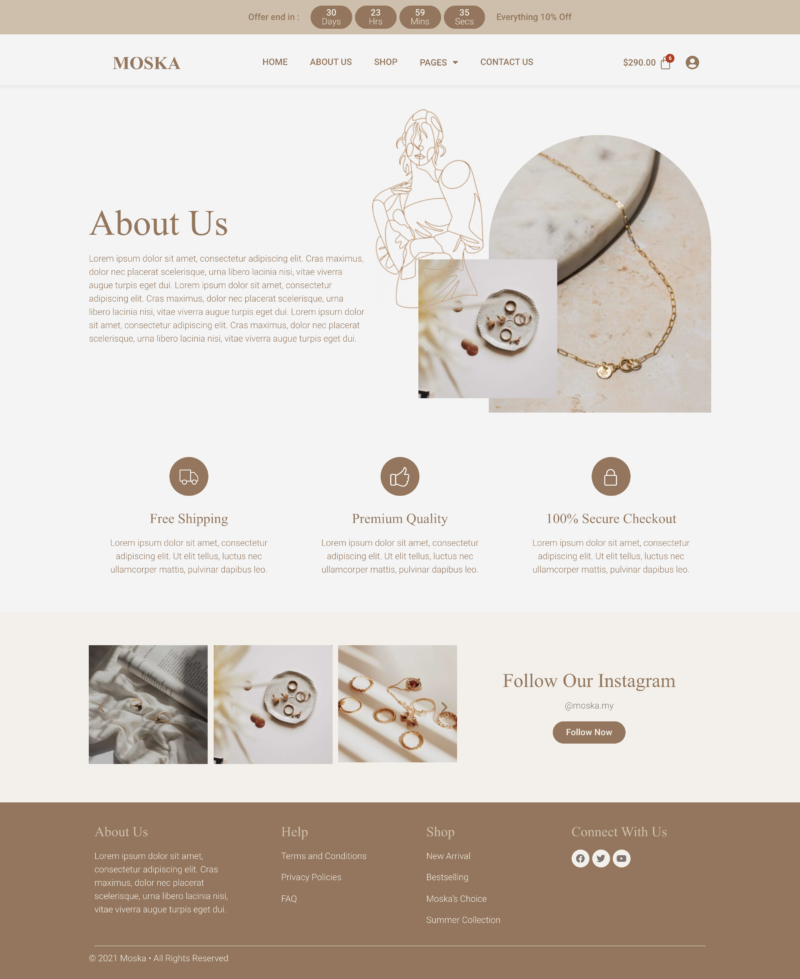 Offer end in : 30 Days 23 Hrs 59 Mins 35 Secs Everything 10% Off
MOSKA HOME ABOUT US SHOP PAGES CONTACT US $290.00 6
About Us
Lorem ipsum dolor sit amet, consectetur adipiscing elit. Cras maximus,
dolor nec placerat scelerisque, urna libero lacinia nisi, vitae viverra
augue turpis eget dui. Lorem ipsum dolor sit amet, consectetur
adipiscing elit. Cras maximus, dolor nec placerat scelerisque, urna
libero lacinia nisi, vitae viverra augue turpis eget dui. Lorem ipsum dolor
sit amet, consectetur adipiscing elit. Cras maximus, dolor nec placerat
scelerisque, urna libero lacinia nisi, vitae viverra augue turpis eget dui.
Free Shipping
Lorem ipsum dolor sit amet, consectetur
adipiscing elit. Ut elit tellus, luctus nec
ullamcorper mattis, pulvinar dapibus leo.
Premium Quality
Lorem ipsum dolor sit amet, consectetur
adipiscing elit. Ut elit tellus, luctus nec
ullamcorper mattis, pulvinar dapibus leo.
100% Secure Checkout
Lorem ipsum dolor sit amet, consectetur
adipiscing elit. Ut elit tellus, luctus nec
ullamcorper mattis, pulvinar dapibus leo.
Follow Our Instagram
@moska.my
Follow Now
About Us
Lorem ipsum dolor sit amet,
consectetur adipiscing elit. Cras
maximus, dolor nec placerat
scelerisque, urna libero lacinia nisi,
vitae viverra augue turpis eget dui.
Help
Terms and Conditions
Privacy Policies
FAQ
Shop
New Arrival
Bestselling
Moska's Choice
Summer Collection
Connect With Us
© 2021 Moska • All Rights Reserved